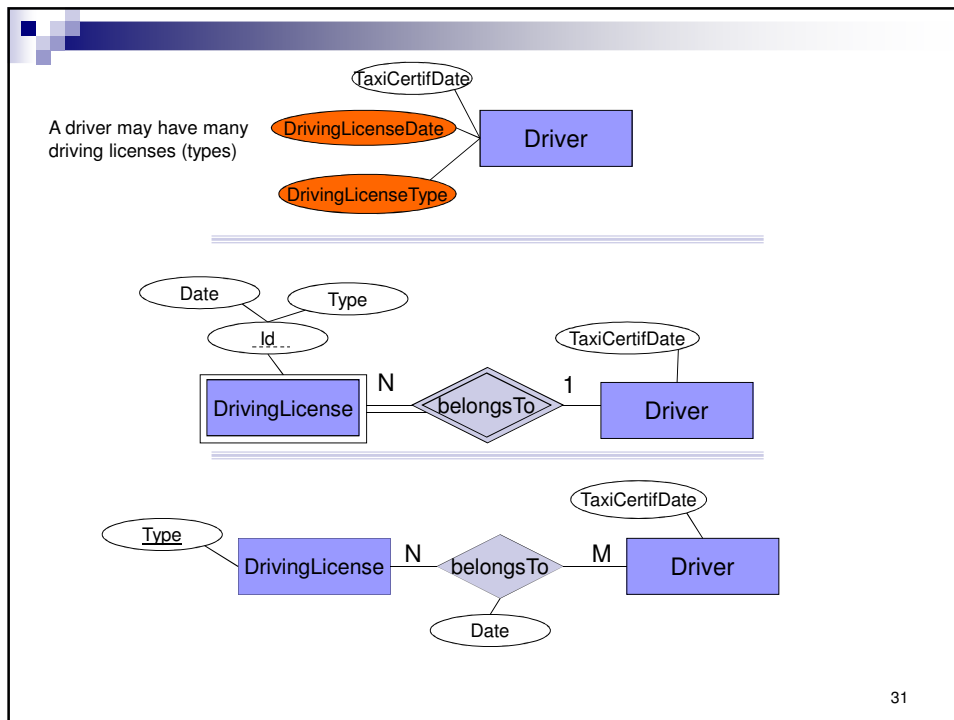 TaxiCertifDate
A driver may have many
driving licenses (types)
DrivingLicenseDate
Driver
DrivingLicenseType
Date
Type
Id
TaxiCertifDate
DrivingLicense
N
belongsTo
1
Driver
TaxiCertifDate
Type
DrivingLicense
N
belongsTo
M
Driver
Date
31